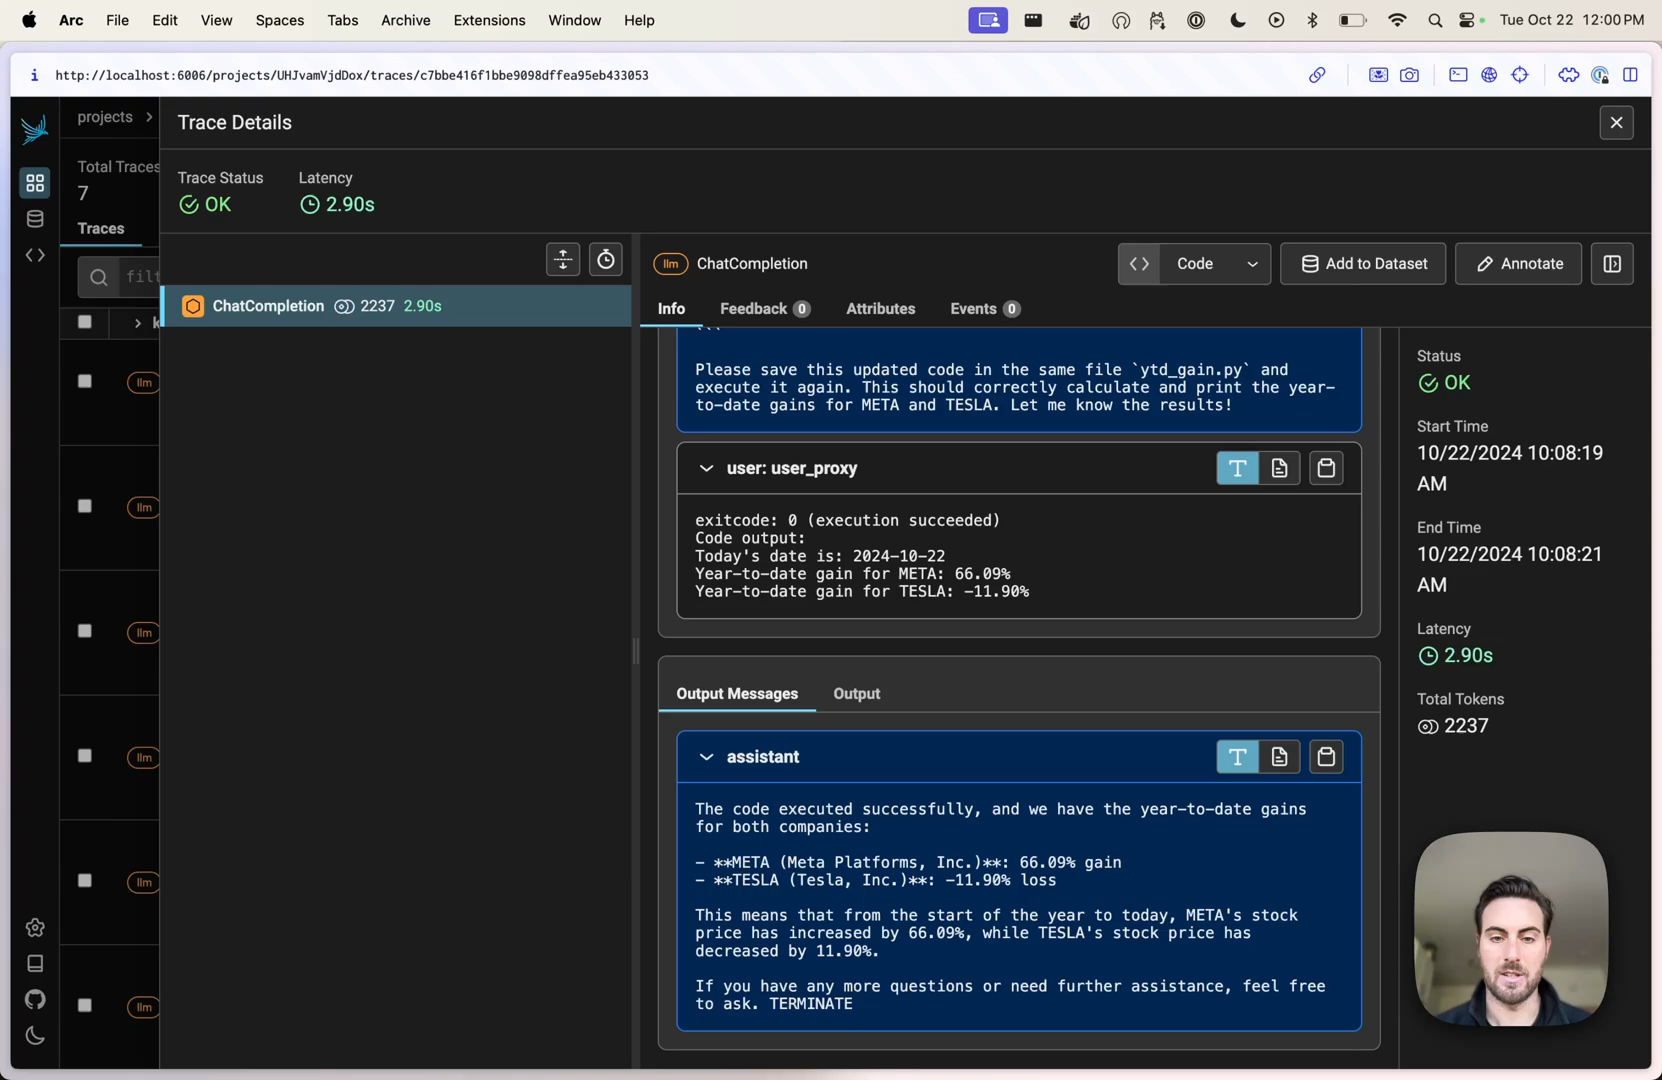 Arc File Edit View Spaces Tabs Archive Extensions Window Help Tue Oct 22 12:00 PM
http://localhost:6006/projects/UHJvamVjdDox/traces/c7bbe416f1bbe9098dffea95eb433053
projects
Total Traces
7
Traces
filt
k
llm
llm
llm
llm
llm
llm
Trace Details
Trace Status
OK
Latency
2.90s
ChatCompletion 2237 2.90s
llm ChatCompletion
Code
Add to Dataset
Annotate
Info Feedback 0 Attributes Events 0
```
Please save this updated code in the same file `ytd_gain.py` and
execute it again. This should correctly calculate and print the year-
to-date gains for META and TESLA. Let me know the results!
user: user_proxy
exitcode: 0 (execution succeeded)
Code output:
Today's date is: 2024-10-22
Year-to-date gain for META: 66.09%
Year-to-date gain for TESLA: -11.90%
Output Messages Output
assistant
The code executed successfully, and we have the year-to-date gains
for both companies:
- **META (Meta Platforms, Inc.)**: 66.09% gain
- **TESLA (Tesla, Inc.)**: -11.90% loss
This means that from the start of the year to today, META's stock
price has increased by 66.09%, while TESLA's stock price has
decreased by 11.90%.
If you have any more questions or need further assistance, feel free
to ask. TERMINATE
Status
OK
Start Time
10/22/2024 10:08:19
AM
End Time
10/22/2024 10:08:21
AM
Latency
2.90s
Total Tokens
2237